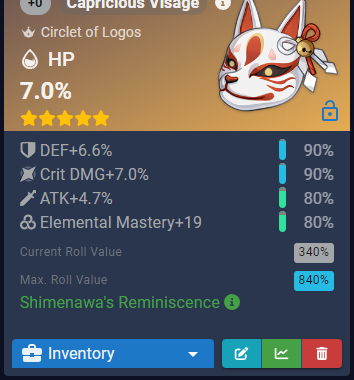 +0 Capricious Visage
Circlet of Logos
HP
7.0%
DEF+6.6% 90%
Crit DMG+7.0% 90%
ATK+4.7% 80%
Elemental Mastery+19 80%
Current Roll Value 340%
Max. Roll Value 840%
Shimenawa's Reminiscence
Inventory